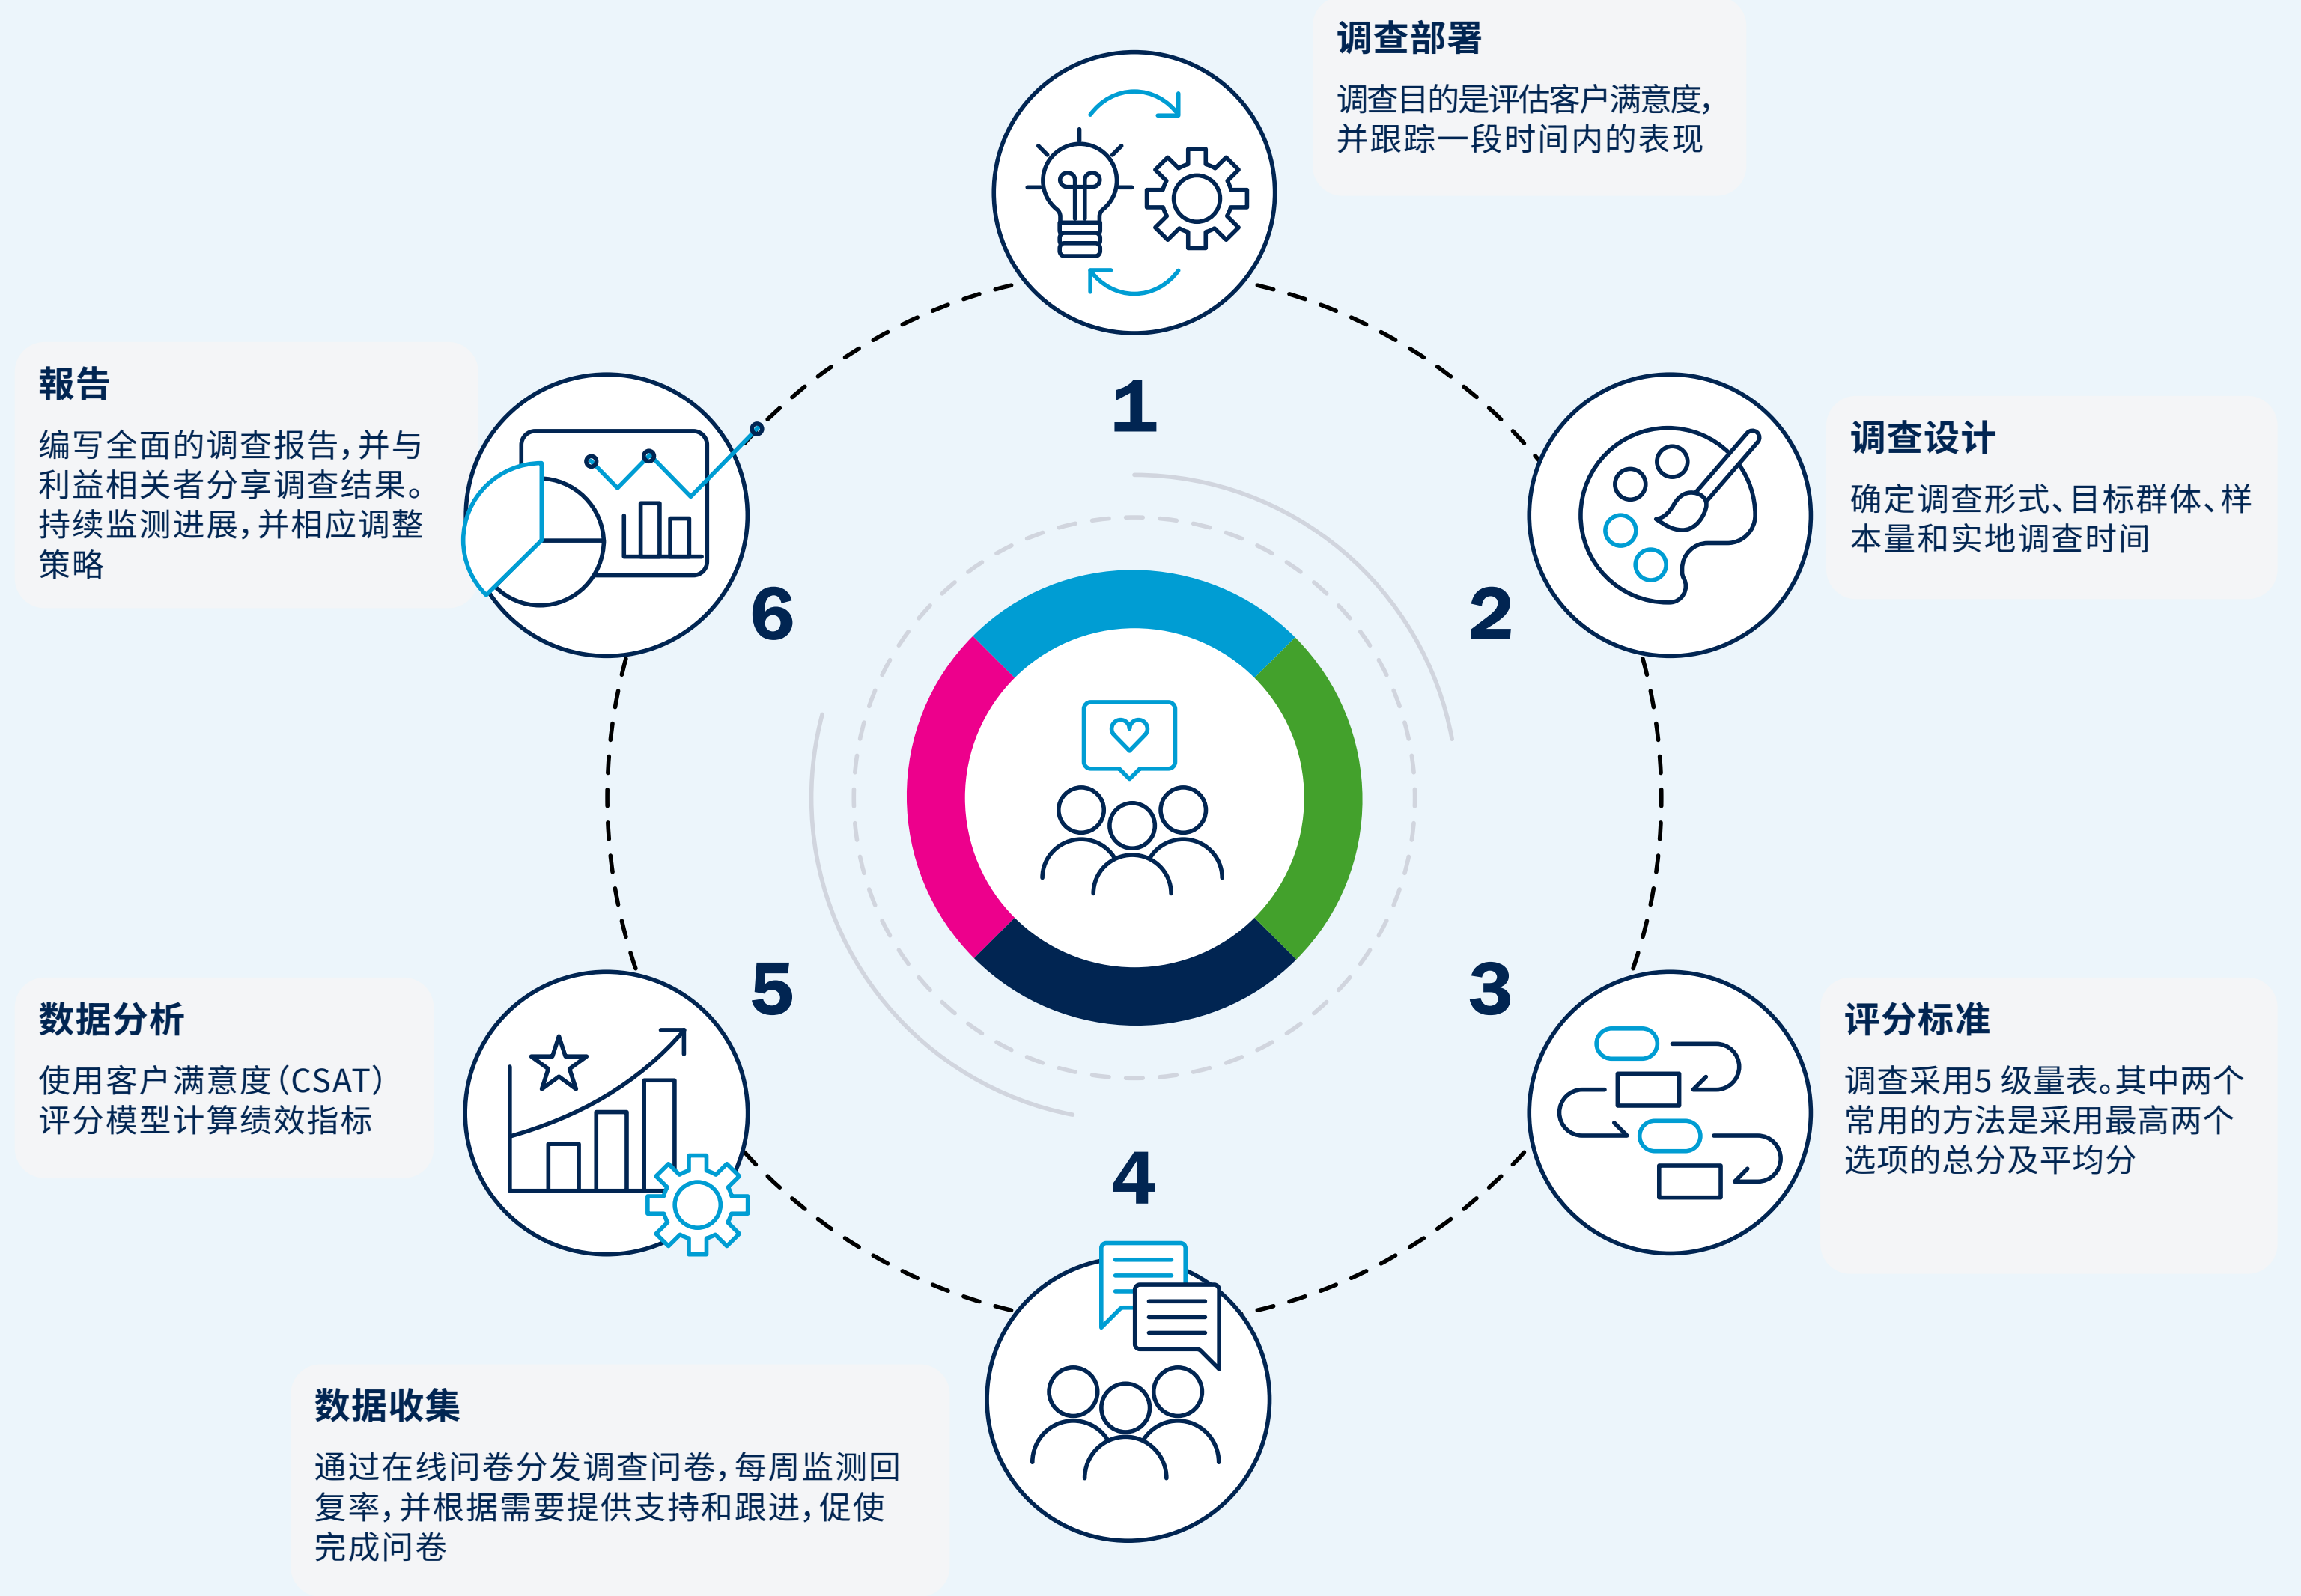 调查部署
调查目的是评估客户满意度，
并跟踪一段时间内的表现
1
调查设计
确定调查形式、目标群体、样
本量和实地调查时间
2
评分标准
调查采用5 级量表。其中两个
常用的方法是采用最高两个
选项的总分及平均分
3
数据收集
通过在线问卷分发调查问卷，每周监测回
复率，并根据需要提供支持和跟进，促使
完成问卷
4
数据分析
使用客户满意度（CSAT）
评分模型计算绩效指标
5
報告
编写全面的调查报告，并与
利益相关者分享调查结果。
持续监测进展，并相应调整
策略
6